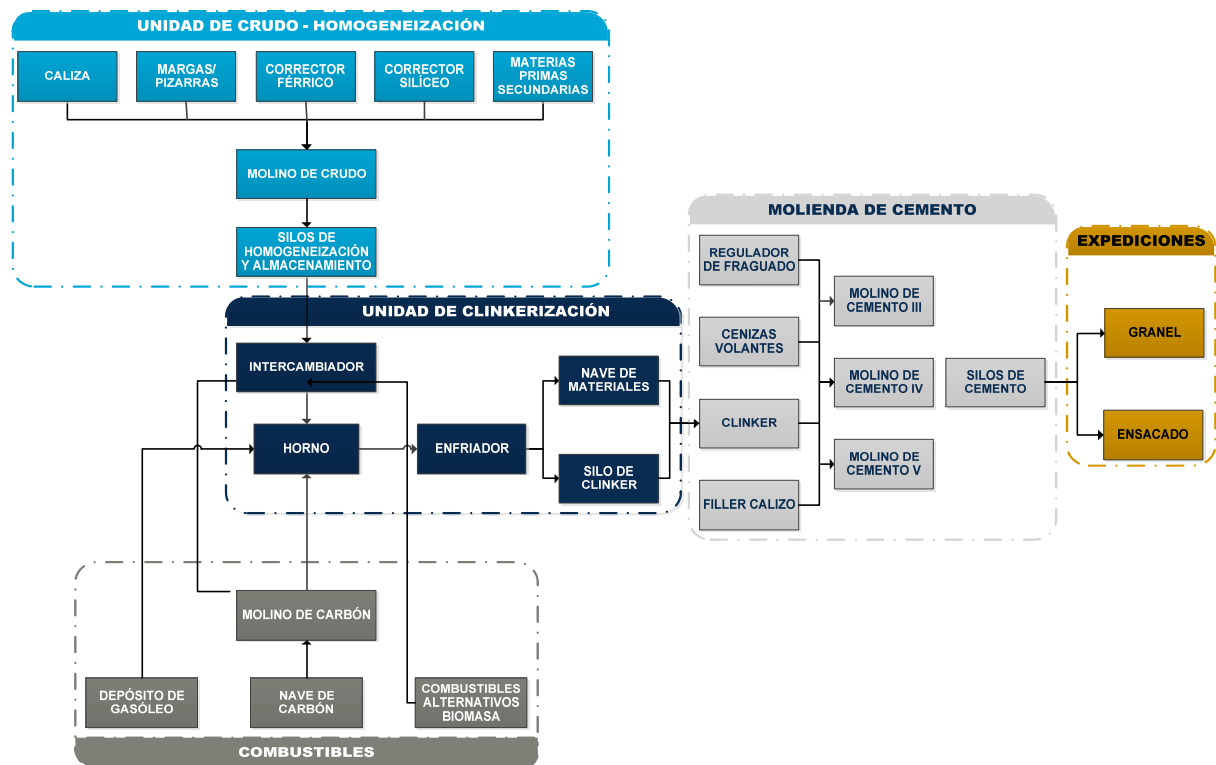 UNIDAD DE CRUDO - HOMOGENEIZACIÓN
CALIZA
MARGAS/
PIZARRAS
CORRECTOR
FÉRRICO
CORRECTOR
SILÍCEO
MATERIAS
PRIMAS
SECUNDARIAS
MOLINO DE CRUDO
SILOS DE
HOMOGENEIZACIÓN
Y ALMACENAMIENTO
UNIDAD DE CLINKERIZACIÓN
INTERCAMBIADOR
HORNO
ENFRIADOR
NAVE DE
MATERIALES
SILO DE
CLINKER
MOLIENDA DE CEMENTO
REGULADOR
DE FRAGUADO
CENIZAS
VOLANTES
CLINKER
FILLER CALIZO
MOLINO DE
CEMENTO III
MOLINO DE
CEMENTO IV
MOLINO DE
CEMENTO V
SILOS DE
CEMENTO
EXPEDICIONES
GRANEL
ENSACADO
MOLINO DE CARBÓN
DEPÓSITO DE
GASÓLEO
NAVE DE
CARBÓN
COMBUSTIBLES
ALTERNATIVOS
BIOMASA
COMBUSTIBLES